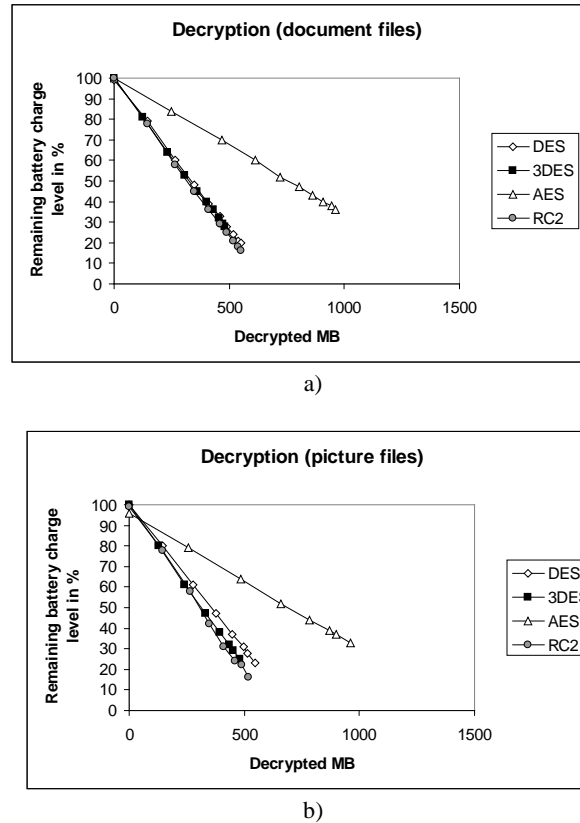 Decryption (document files)
Remaining battery charge
level in %
100
90
80
70
60
50
40
30
20
10
0
0
500
1000
1500
Decrypted MB
DES
3DES
AES
RC2
a)
Decryption (picture files)
Remaining battery charge
level in %
100
90
80
70
60
50
40
30
20
10
0
0
500
1000
1500
Decrypted MB
DES
3DES
AES
RC2
b)